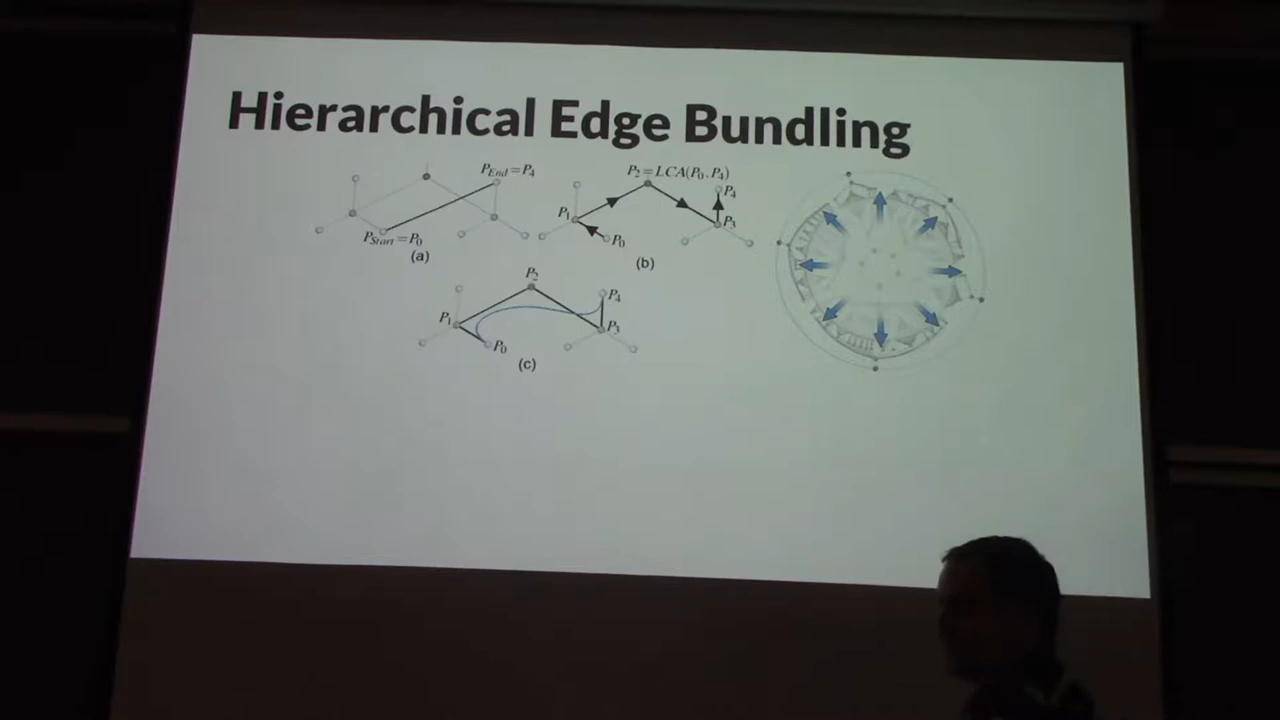 Hierarchical Edge Bundling
P_End = P_4
P_Start = P_0
(a)
P_2 = LCA(P_0, P_4)
P_4
P_1
P_3
P_0
(b)
P_2
P_4
P_1
P_3
P_0
(c)